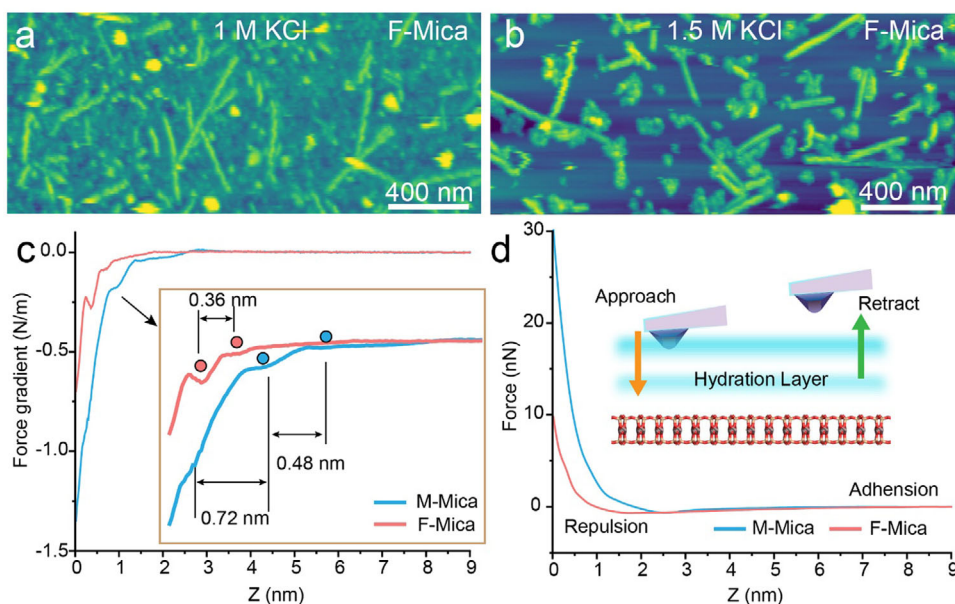 a
1 M KCl
F-Mica
400 nm
b
1.5 M KCl
F-Mica
400 nm
c
0.0
-0.5
-1.0
-1.5
Force gradient (N/m)
0.36 nm
0.48 nm
0.72 nm
M-Mica
F-Mica
0 1 2 3 4 5 6 7 8 9
Z (nm)
d
30
20
10
0
Force (nN)
Approach
Retract
Hydration Layer
Adhension
Repulsion
M-Mica
F-Mica
0 1 2 3 4 5 6 7 8 9
Z (nm)